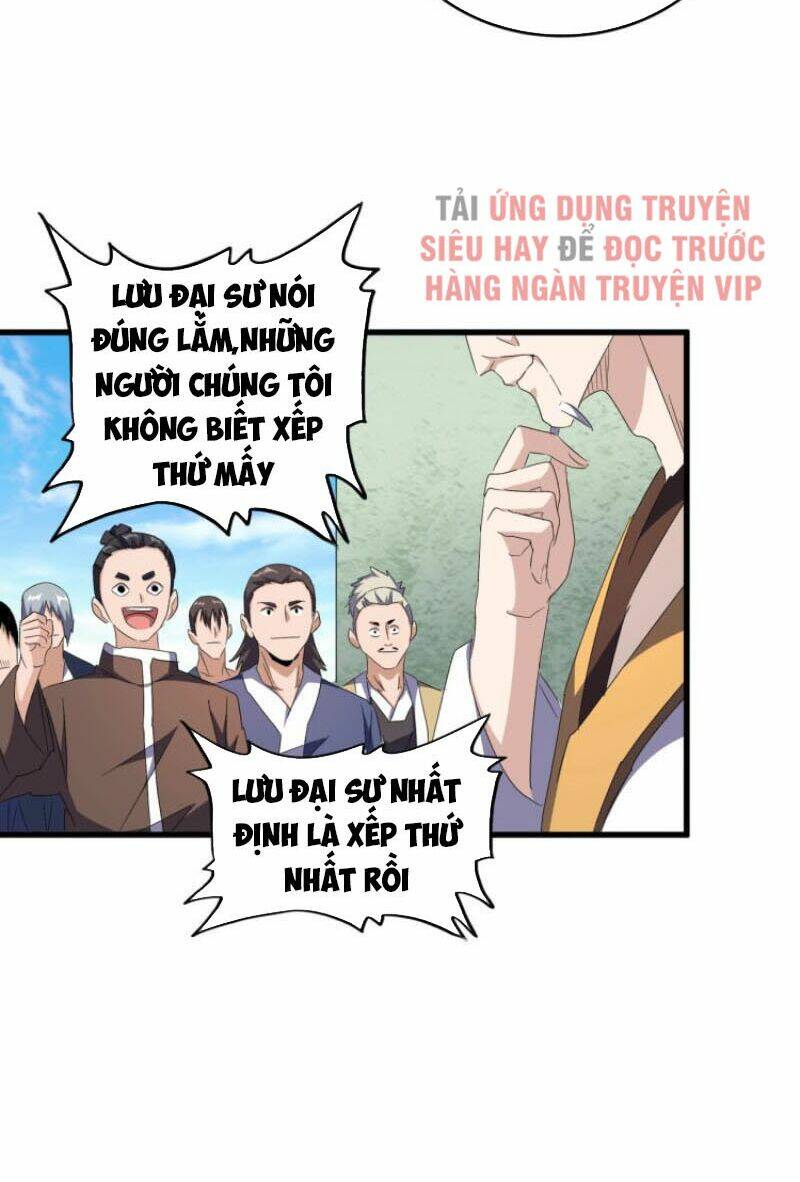 TẢI ỨNG DỤNG TRUYỆN
SIÊU HAY ĐỂ ĐỌC TRƯỚC
HÀNG NGÀN TRUYỆN VIP
LƯU ĐẠI SƯ NÓI
ĐÚNG LẮM,NHỮNG
NGƯỜI CHÚNG TÔI
KHÔNG BIẾT XẾP
THỨ MẤY
LƯU ĐẠI SƯ NHẤT
ĐỊNH LÀ XẾP THỨ
NHẤT RỒI